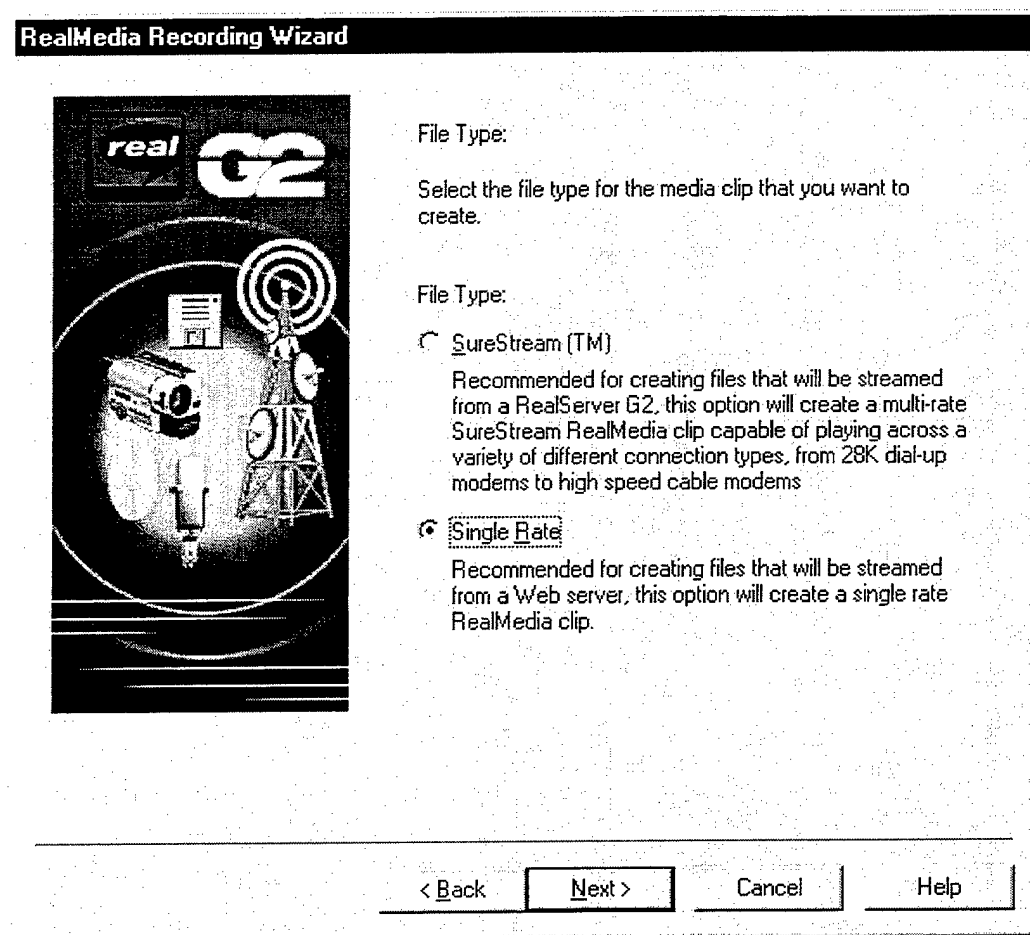 RealMedia Recording Wizard
real G2
File Type:
Select the file type for the media clip that you want to
create.
File Type:
SureStream (TM)
Recommended for creating files that will be streamed
from a RealServer G2, this option will create a multi-rate
SureStream RealMedia clip capable of playing across a
variety of different connection types, from 28K dial-up
modems to high speed cable modems
Single Rate
Recommended for creating files that will be streamed
from a Web server, this option will create a single rate
RealMedia clip.
< Back Next > Cancel Help